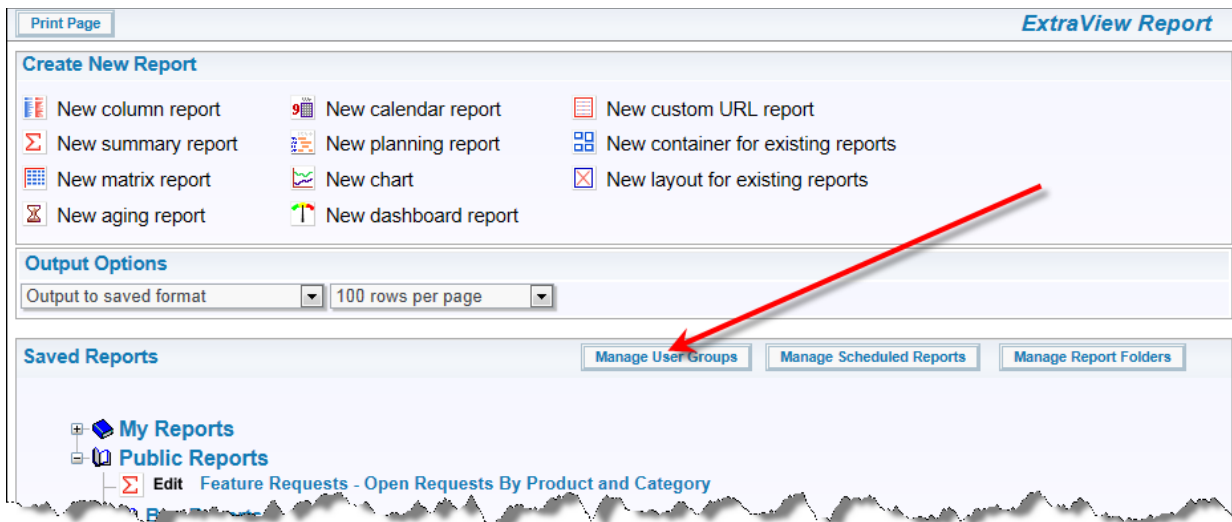 Print Page ExtraView Report
Create New Report
New column report New calendar report New custom URL report
New summary report New planning report New container for existing reports
New matrix report New chart New layout for existing reports
New aging report New dashboard report
Output Options
Output to saved format 100 rows per page
Saved Reports Manage User Groups Manage Scheduled Reports Manage Report Folders
My Reports
Public Reports
Edit Feature Requests - Open Requests By Product and Category